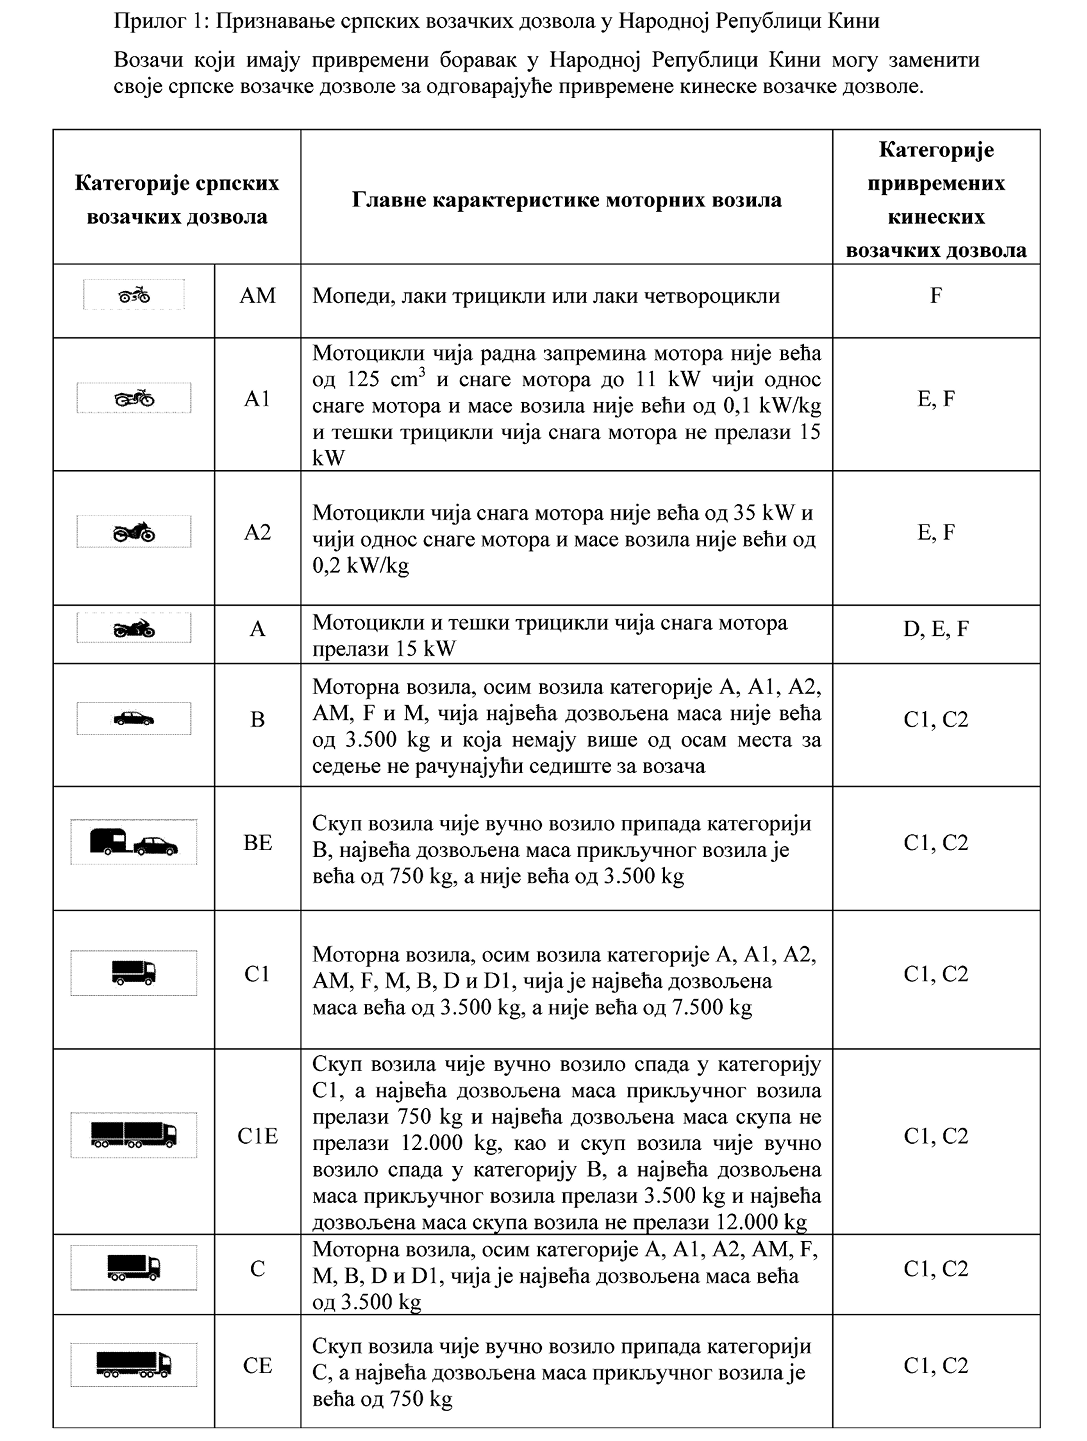 Прилог 1: Признавање српских возачких дозвола у Народној Републици Кини
Возачи који имају привремени боравак у Народној Републици Кини могу заменити
своје српске возачке дозволе за одговарајуће привремене кинеске возачке дозволе.
Категорије српских
возачких дозвола
Главне карактеристике моторних возила
Категорије
привремених
кинеских
возачких дозвола
AM
Мопеди, лаки трицикли или лаки четвороцикли
F
A1
Мотоцикли чија радна запремина мотора није већа
од 125 cm³ и снаге мотора до 11 kW чији однос
снаге мотора и масе возила није већи од 0,1 kW/kg
и тешки трицикли чија снага мотора не прелази 15
kW
E, F
A2
Мотоцикли чија снага мотора није већа од 35 kW и
чији однос снаге мотора и масе возила није већи од
0,2 kW/kg
E, F
A
Мотоцикли и тешки трицикли чија снага мотора
прелази 15 kW
D, E, F
B
Моторна возила, осим возила категорије A, A1, A2,
AM, F и M, чија највећа дозвољена маса није већа
од 3.500 kg и која немају више од осам места за
седење не рачунајући седиште за возача
C1, C2
BE
Скуп возила чије вучно возило припада категорији
B, највећа дозвољена маса прикључног возила је
већа од 750 kg, а није већа од 3.500 kg
C1, C2
C1
Моторна возила, осим возила категорије A, A1, A2,
AM, F, M, B, D и D1, чија је највећа дозвољена
маса већа од 3.500 kg, а није већа од 7.500 kg
C1, C2
C1E
Скуп возила чије вучно возило спада у категорију
C1, а највећа дозвољена маса прикључног возила
прелази 750 kg и највећа дозвољена маса скупа не
прелази 12.000 kg, као и скуп возила чије вучно
возило спада у категорију B, а највећа дозвољена
маса прикључног возила прелази 3.500 kg и највећа
дозвољена маса скупа возила не прелази 12.000 kg
C1, C2
C
Моторна возила, осим категорије A, A1, A2, AM, F,
M, B, D и D1, чија је највећа дозвољена маса већа
од 3.500 kg
C1, C2
CE
Скуп возила чије вучно возило припада категорији
C, а највећа дозвољена маса прикључног возила је
већа од 750 kg
C1, C2